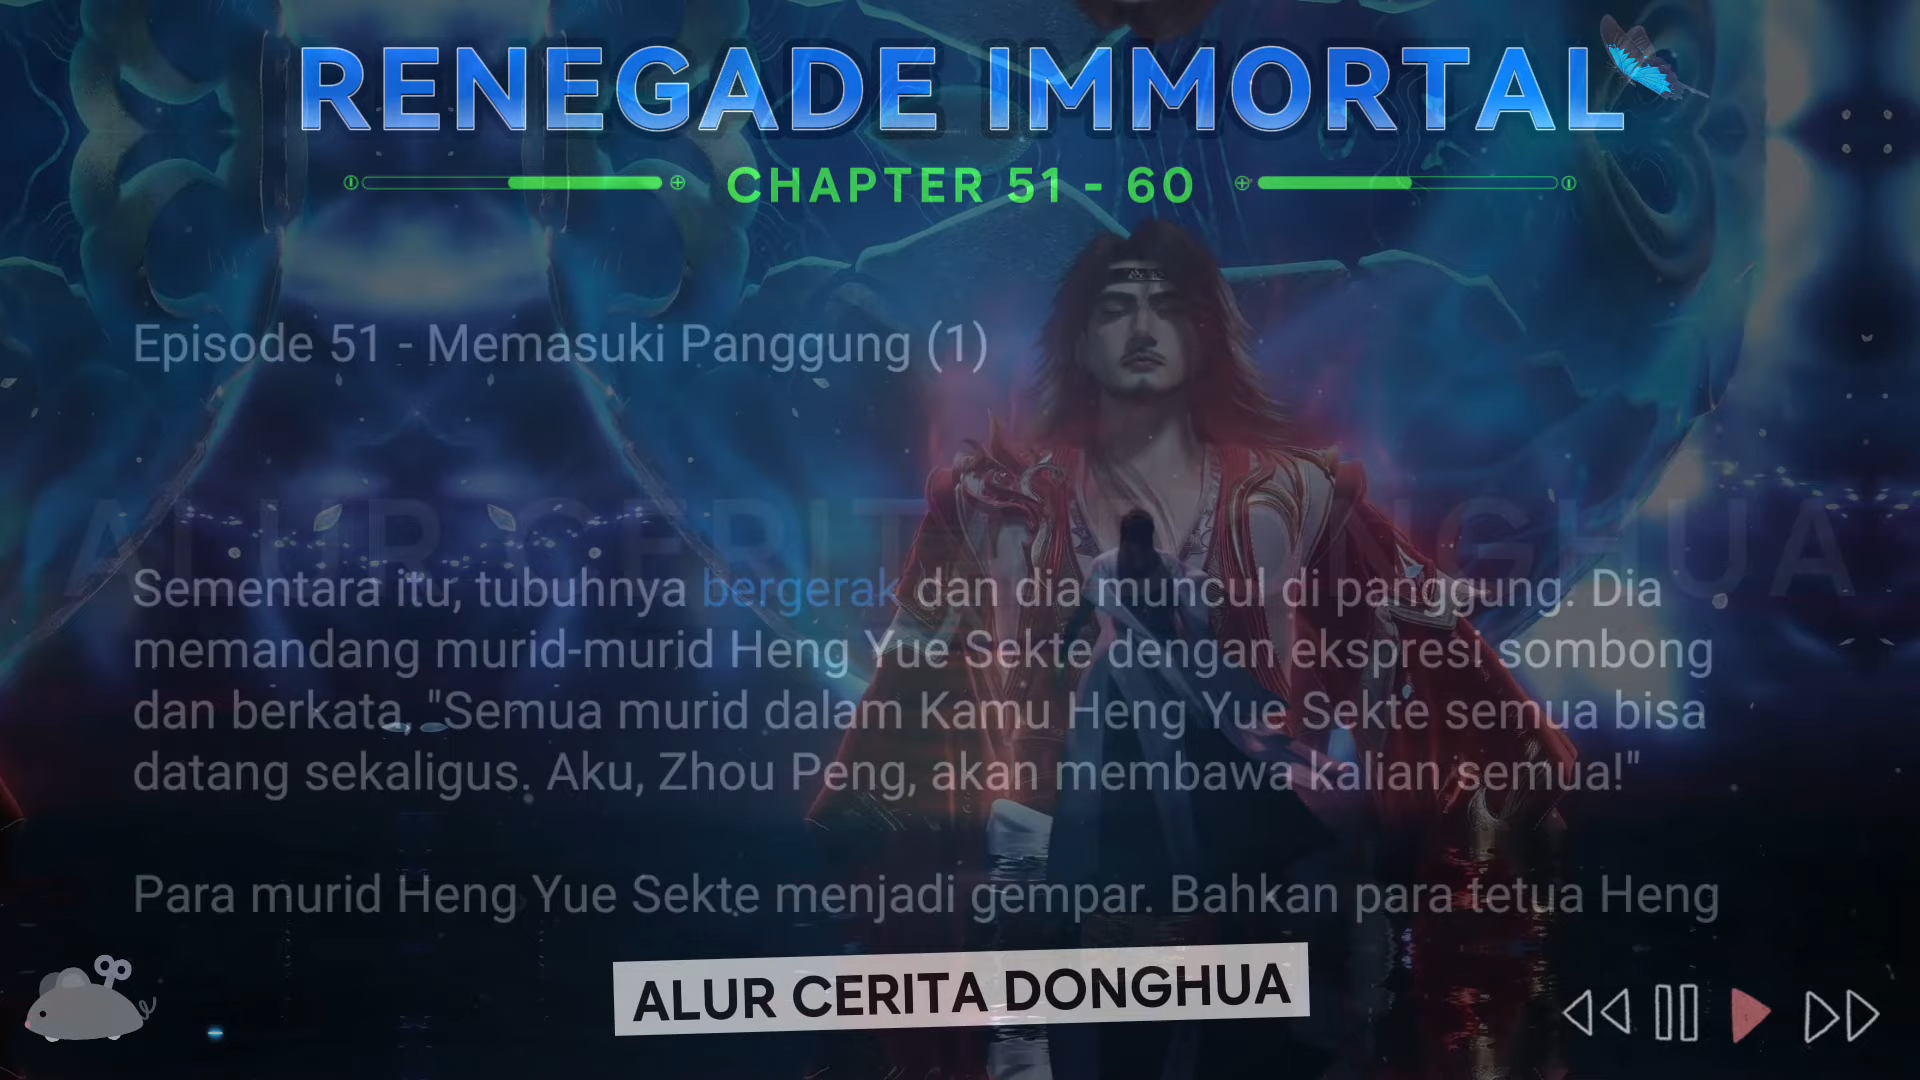 RENEGADE IMMORTAL
CHAPTER 51 - 60
Episode 51 - Memasuki Panggung (1)
ALUR CERITA DONGHUA
Sementara itu, tubuhnya bergerak dan dia muncul di panggung. Dia
memandang murid-murid Heng Yue Sekte dengan ekspresi sombong
dan berkata, "Semua murid dalam Kamu Heng Yue Sekte semua bisa
datang sekaligus. Aku, Zhou Peng, akan membawa kalian semua!"
Para murid Heng Yue Sekte menjadi gempar. Bahkan para tetua Heng
ALUR CERITA DONGHUA